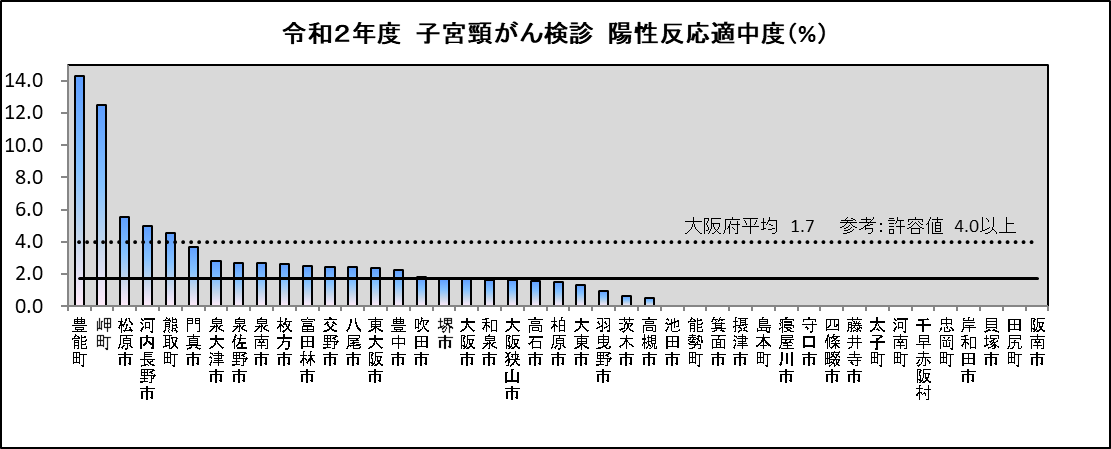 令和２年度 子宮頸がん検診 陽性反応適中度(%)
14.0
12.0
10.0
8.0
6.0
4.0
2.0
0.0
大阪府平均 1.7 参考：許容値 4.0以上
豊能町
岬町
松原市
河内長野市
熊取町
門真市
泉大津市
泉佐野市
泉南市
枚方市
富田林市
交野市
八尾市
東大阪市
豊中市
吹田市
堺市
大阪市
和泉市
大阪狭山市
高石市
柏原市
大東市
羽曳野市
茨木市
高槻市
池田市
能勢町
箕面市
摂津市
島本町
寝屋川市
守口市
四條畷市
藤井寺市
太子町
河南町
千早赤阪村
忠岡町
岸和田市
貝塚市
田尻町
阪南市